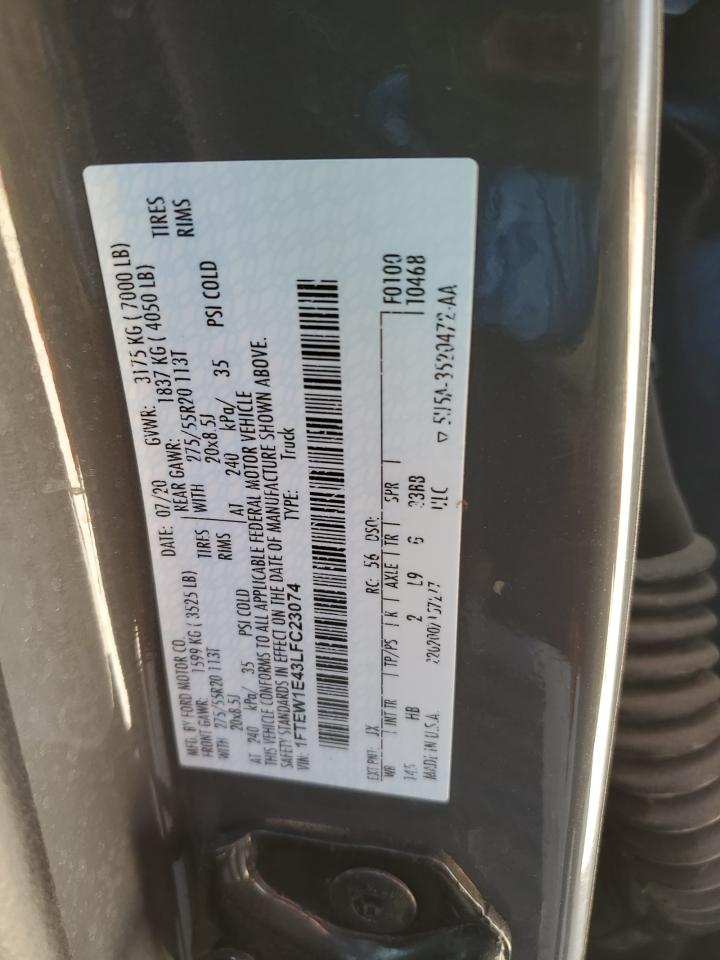 MFG. BY FORD MOTOR CO.
DATE: 07/20 GVWR: 3175 KG ( 7000 LB)
FRONT GAWR: 1599 KG ( 3525 LB) REAR GAWR: 1837 KG ( 4050 LB)
WITH 275/55R20 113T TIRES WITH 275/55R20 113T TIRES
20x8.5J RIMS 20x8.5J RIMS
AT 240 kPa/ 35 PSI COLD AT 240 kPa/ 35 PSI COLD
THIS VEHICLE CONFORMS TO ALL APPLICABLE FEDERAL MOTOR VEHICLE
SAFETY STANDARDS IN EFFECT ON THE DATE OF MANUFACTURE SHOWN ABOVE.
VIN: 1FTEW1E43LFC23074 TYPE: Truck
EXT PNT: JX RC: 56 DSO: F0100
WB INT TR TP/PS R AXLE TR SPR 10468
145 HB 2 L9 G
MADE IN U.S.A.